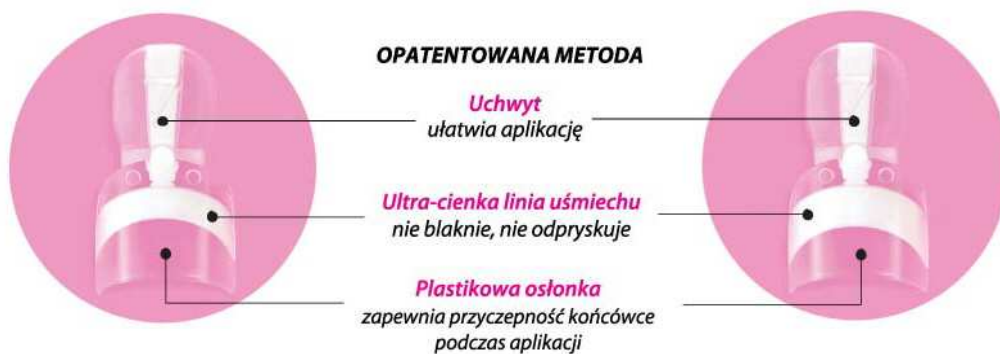 OPATENTOWANA METODA
Uchwyt
ułatwia aplikację
Ultra-cienka linia uśmiechu
nie blaknie, nie odpryskuje
Plastikowa osłonka
zapewnia przyczepność końcówce
podczas aplikacji